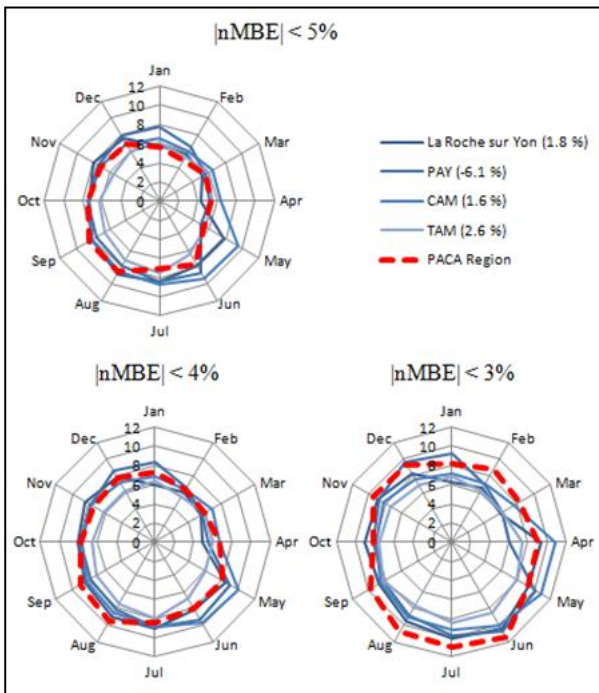 |nMBE| < 5%
Jan
Feb
Mar
Apr
May
Jun
Jul
Aug
Sep
Oct
Nov
Dec
12
10
8
6
4
2
0
La Roche sur Yon (1.8 %)
PAY (-6.1 %)
CAM (1.6 %)
TAM (2.6 %)
PACA Region
|nMBE| < 4%
Jan
Feb
Mar
Apr
May
Jun
Jul
Aug
Sep
Oct
Nov
Dec
12
10
8
6
4
2
0
|nMBE| < 3%
Jan
Feb
Mar
Apr
May
Jun
Jul
Aug
Sep
Oct
Nov
Dec
12
10
8
6
4
2
0